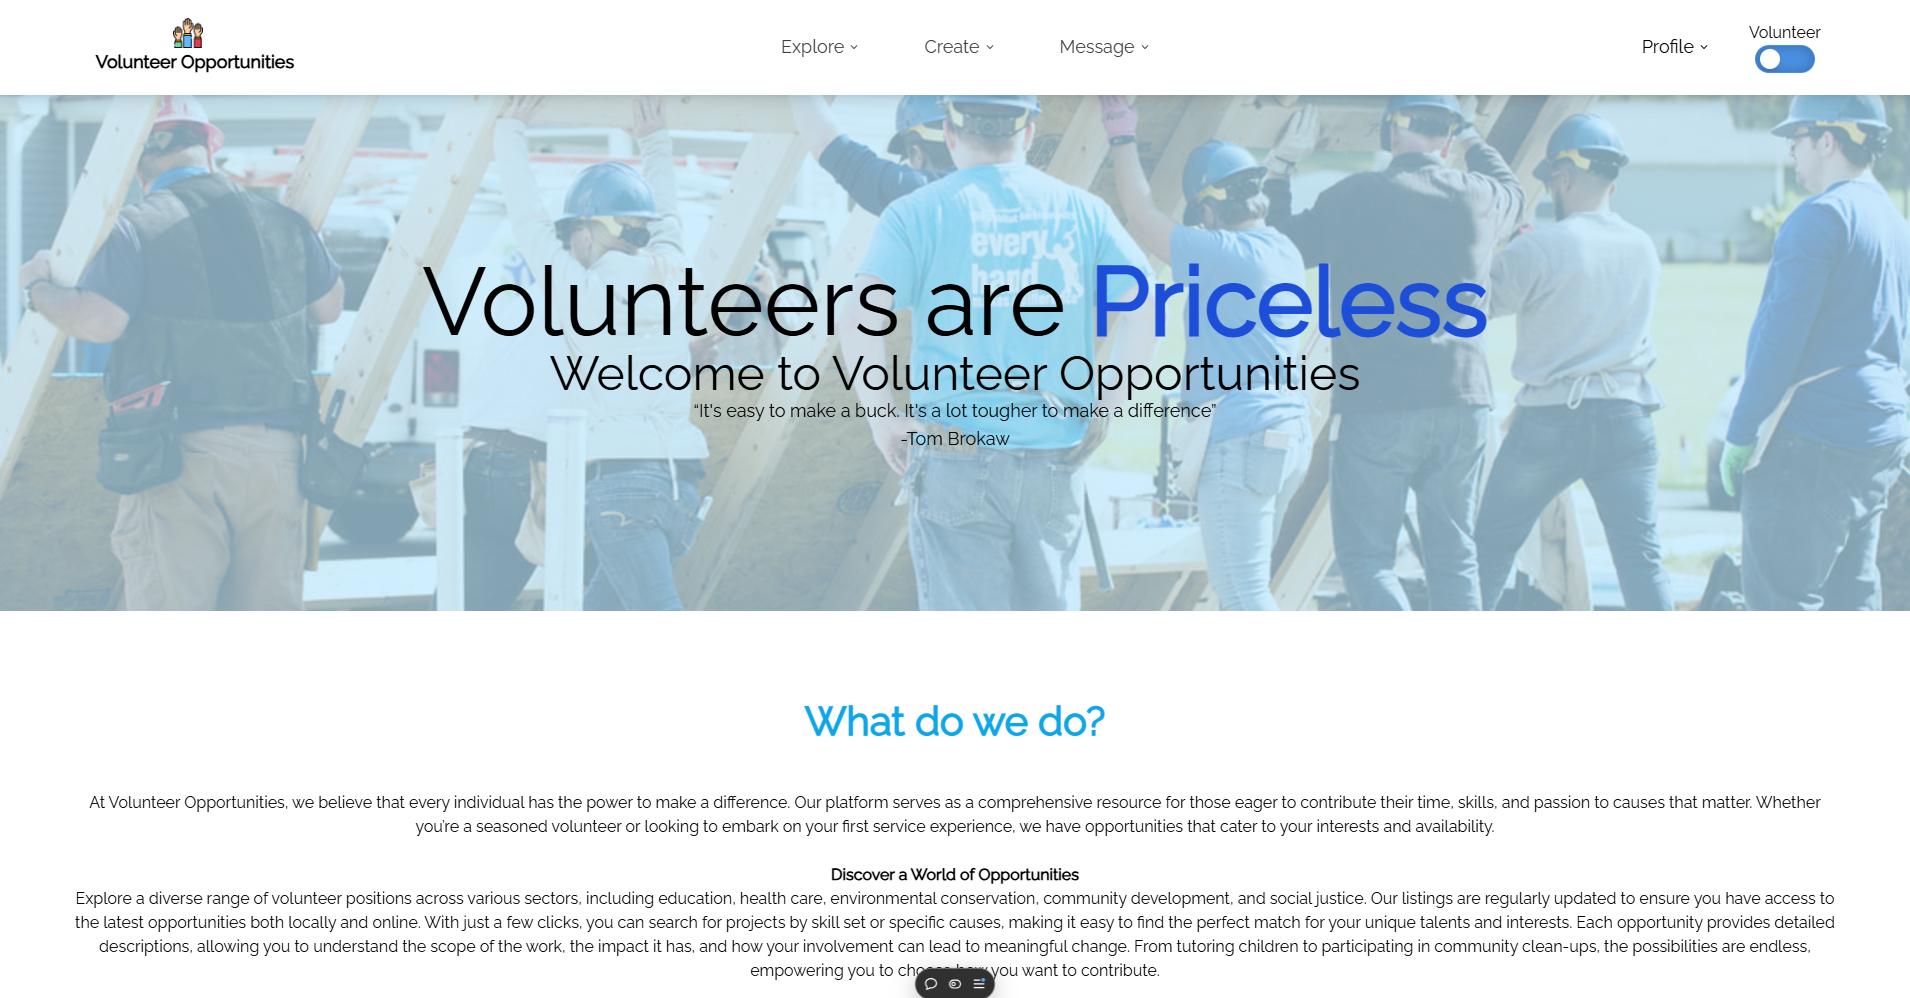 Volunteer Opportunities
Explore
Create
Message
Profile
Volunteer
every
hand
Volunteers are Priceless
Welcome to Volunteer Opportunities
“It's easy to make a buck. It's a lot tougher to make a difference”
-Tom Brokaw
What do we do?
At Volunteer Opportunities, we believe that every individual has the power to make a difference. Our platform serves as a comprehensive resource for those eager to contribute their time, skills, and passion to causes that matter. Whether
you’re a seasoned volunteer or looking to embark on your first service experience, we have opportunities that cater to your interests and availability.
Discover a World of Opportunities
Explore a diverse range of volunteer positions across various sectors, including education, health care, environmental conservation, community development, and social justice. Our listings are regularly updated to ensure you have access to
the latest opportunities both locally and online. With just a few clicks, you can search for projects by skill set or specific causes, making it easy to find the perfect match for your unique talents and interests. Each opportunity provides detailed
descriptions, allowing you to understand the scope of the work, the impact it has, and how your involvement can lead to meaningful change. From tutoring children to participating in community clean-ups, the possibilities are endless,
empowering you to choose how you want to contribute.